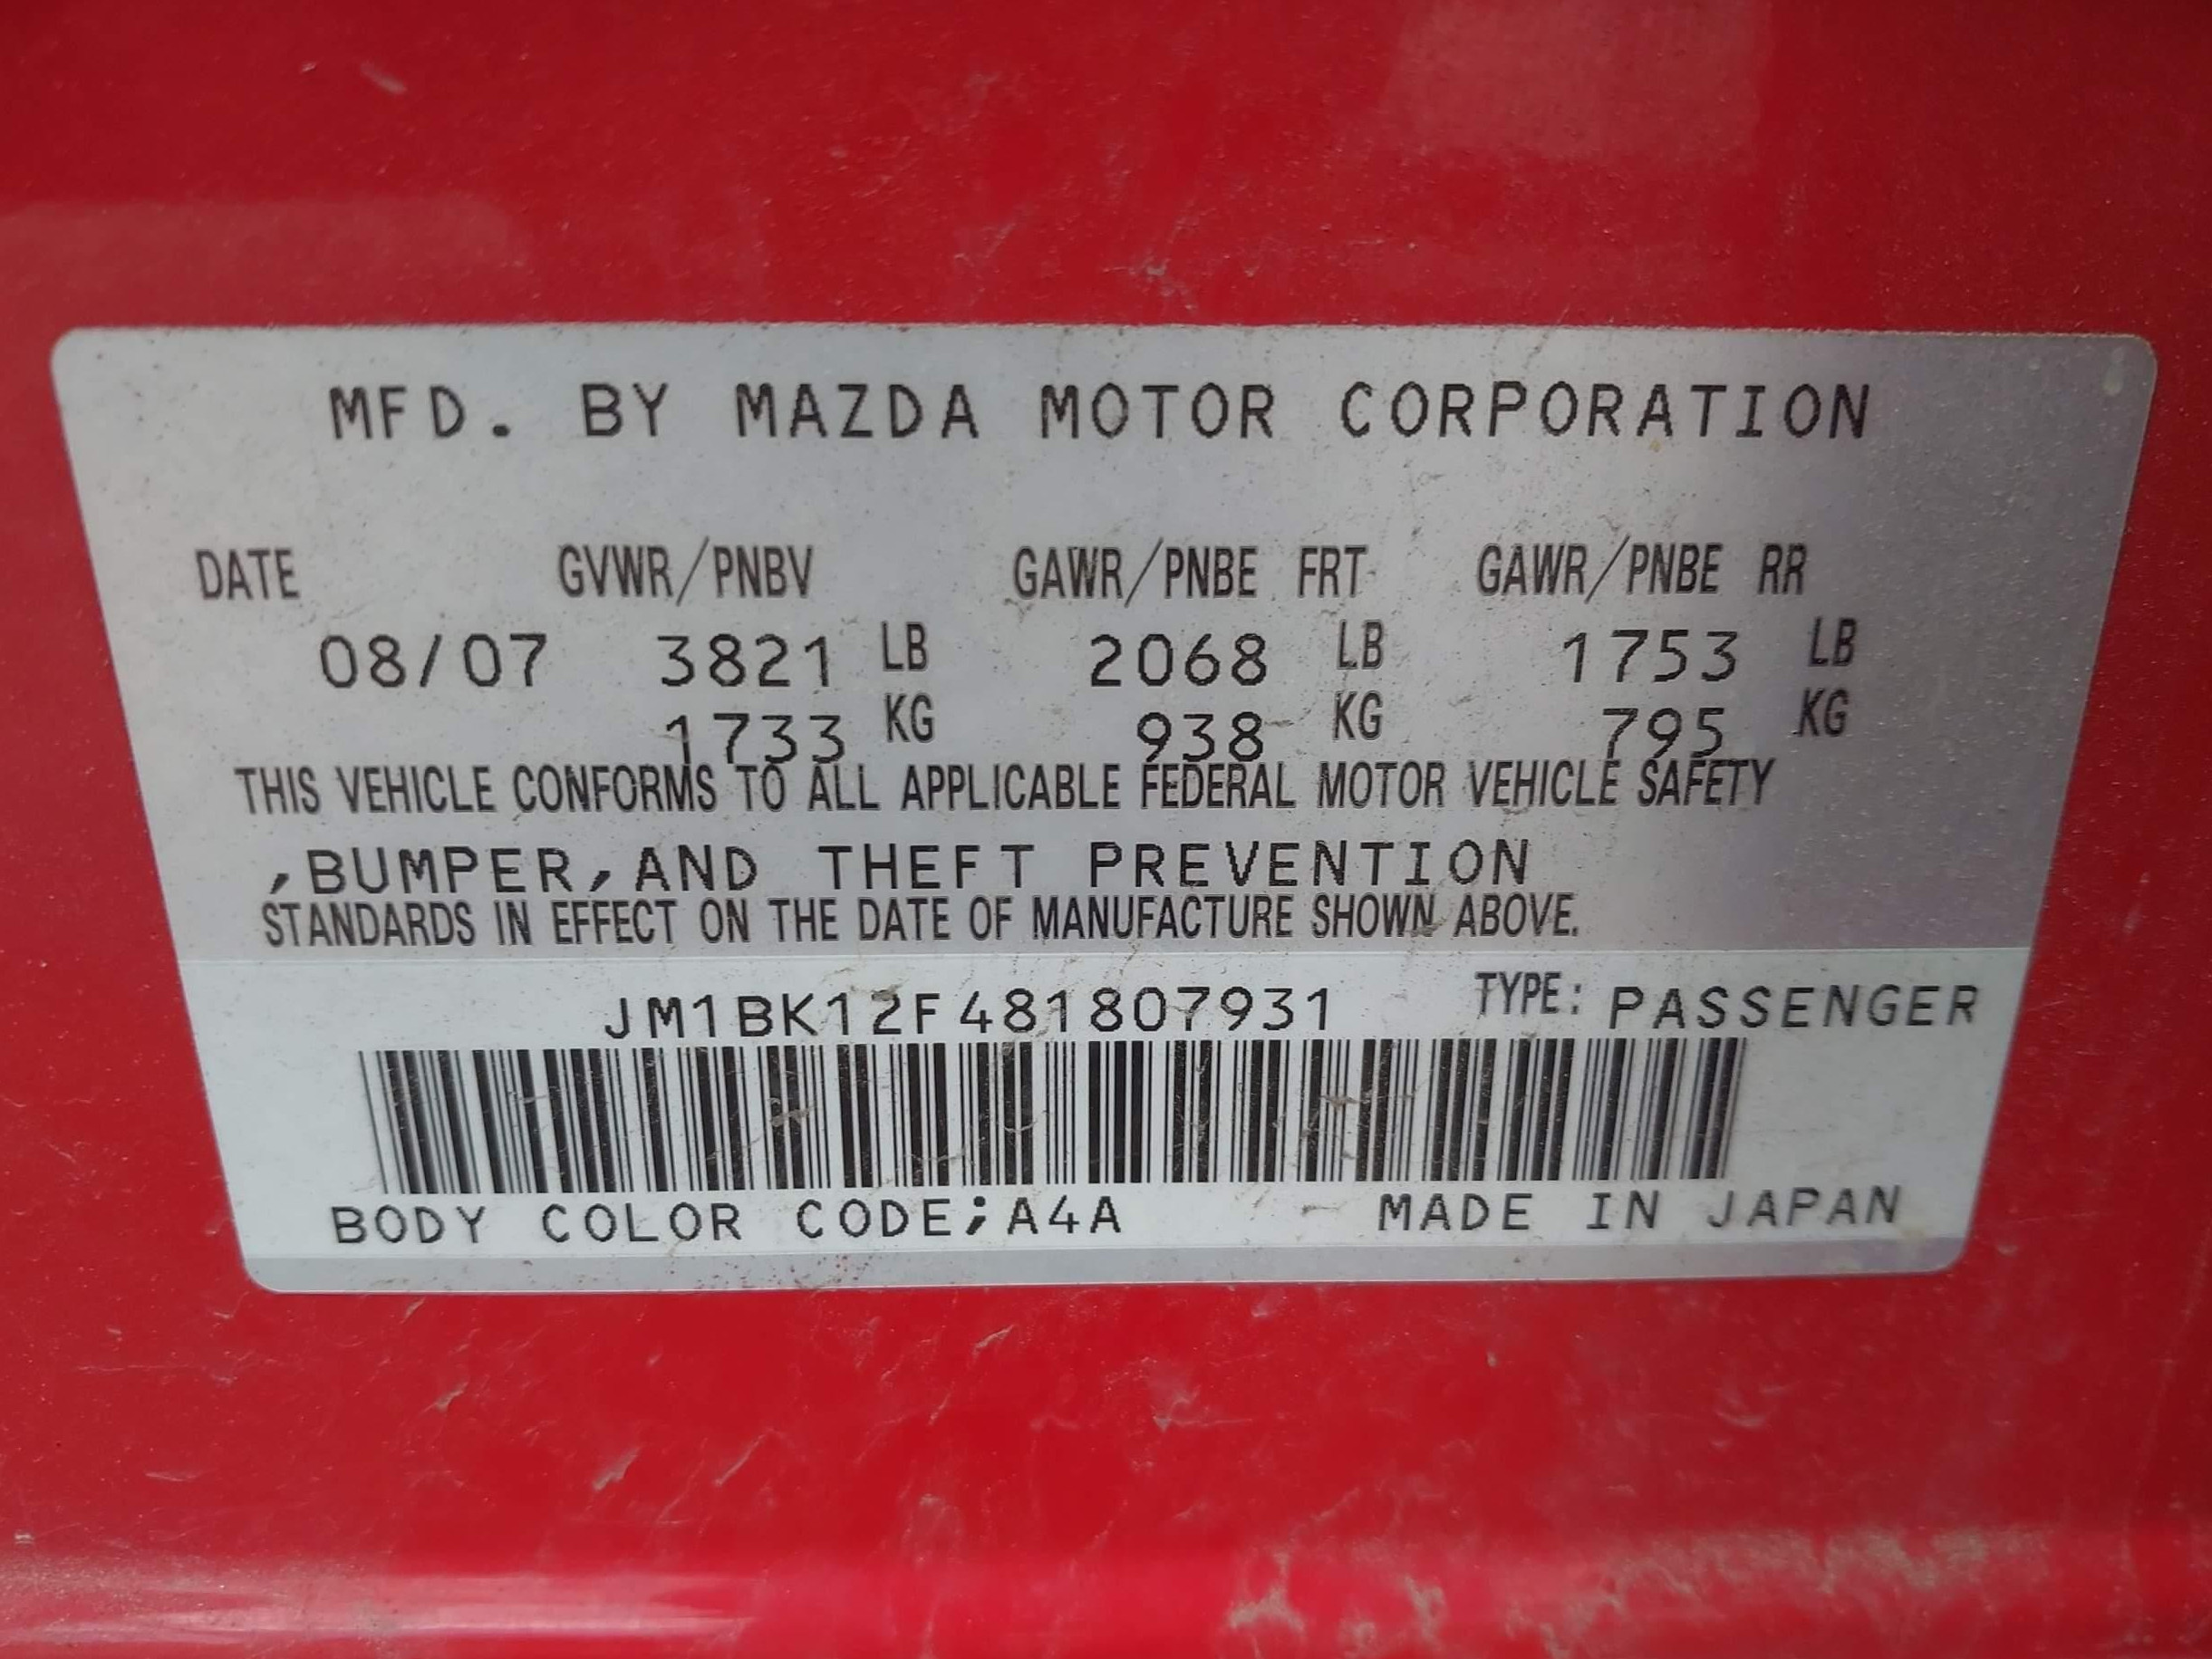 MFD. BY MAZDA MOTOR CORPORATION
DATE GVWR/PNBV GAWR/PNBE FRT GAWR/PNBE RR
08/07 3821 LB 2068 LB 1753 LB
1733 KG 938 KG 795 KG
THIS VEHICLE CONFORMS TO ALL APPLICABLE FEDERAL MOTOR VEHICLE SAFETY
,BUMPER,AND THEFT PREVENTION
STANDARDS IN EFFECT ON THE DATE OF MANUFACTURE SHOWN ABOVE.
JM1BK12F481807931 TYPE: PASSENGER
BODY COLOR CODE;A4A MADE IN JAPAN